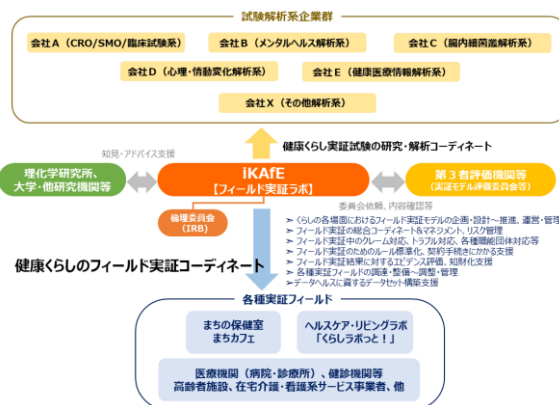 試験解析系企業群
会社A（CRO/SMO/臨床試験系）
会社B（メンタルヘルス解析系）
会社C（腸内細菌叢解析系）
会社D（心理・情動変化解析系）
会社E（健康医療情報解析系）
会社X（その他解析系）
健康くらし実証試験の研究・解析コーディネート
知見・アドバイス支援
理化学研究所、
大学・他研究機関等
iKAfE
【フィールド実証ラボ】
第３者評価機関等
（実証モデル評価委員会等）
委員会依頼、内容確認等
倫理委員会
（IRB）
➢ くらしの各場面におけるフィールド実証モデルの企画・設計～推進、運営・管理
➢ フィールド実証の総合コーディネート&マネジメント、リスク管理
➢ フィールド実証中のクレーム対応、トラブル対応、各種職能団体対応等
➢ フィールド実証のためのルール標準化、契約手続きにかかる支援
➢ フィールド実証結果に対するエビデンス評価、知財化支援
➢ 各種実証フィールドの調達・整備～調整・管理
➢データヘルスに資するデータセット構築支援
健康くらしのフィールド実証コーディネート
各種実証フィールド
まちの保健室
まちカフェ
ヘルスケア・リビングラボ
「くらしラボっと！」
医療機関（病院・診療所）、健診機関等
高齢者施設、在宅介護・看護系サービス事業者、他